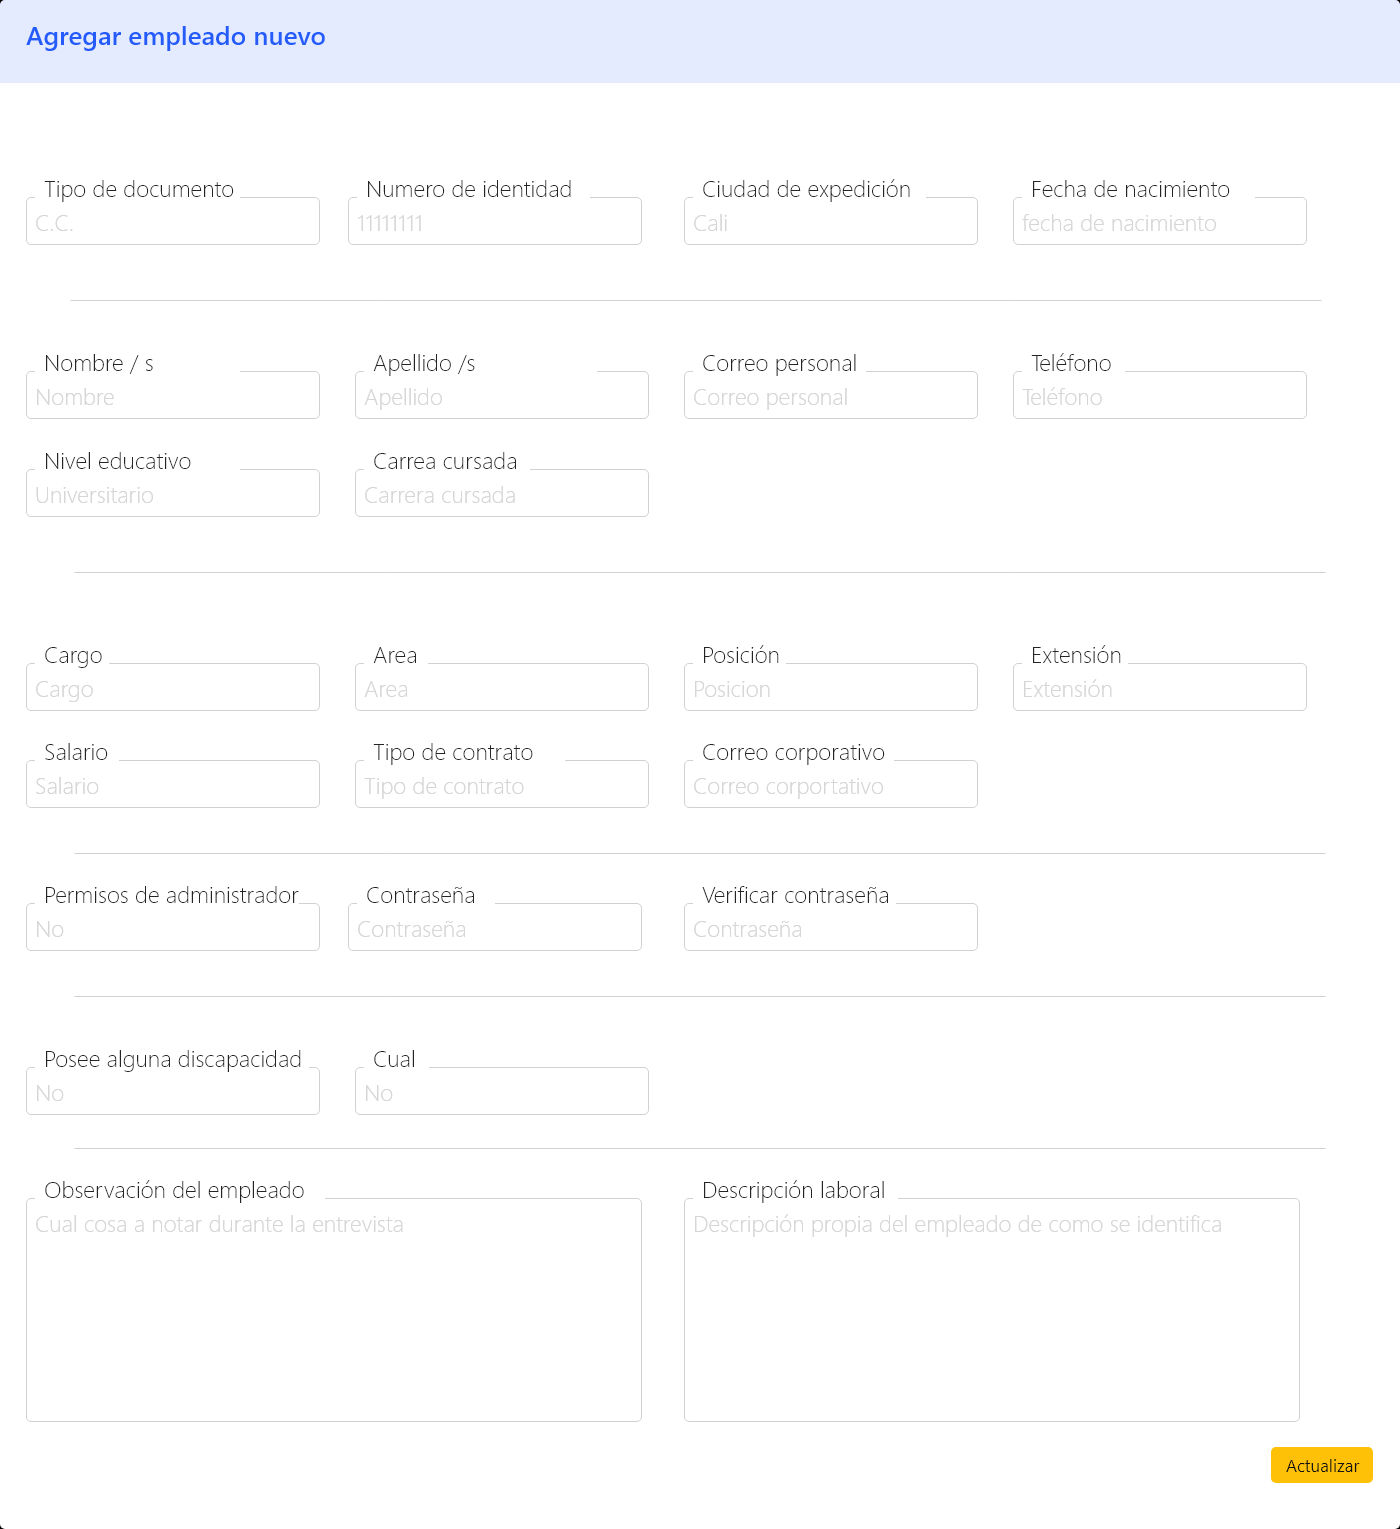 Agregar empleado nuevo
Tipo de documento
Numero de identidad
Ciudad de expedición
Fecha de nacimiento
C.C.
11111111
Cali
fecha de nacimiento
Nombre / s
Apellido /s
Correo personal
Teléfono
Nombre
Apellido
Correo personal
Teléfono
Nivel educativo
Carrea cursada
Universitario
Carrera cursada
Cargo
Area
Posición
Extensión
Cargo
Area
Posicion
Extensión
Salario
Tipo de contrato
Correo corporativo
Salario
Tipo de contrato
Correo corportativo
Permisos de administrador
Contraseña
Verificar contraseña
No
Contraseña
Contraseña
Posee alguna discapacidad
Cual
No
No
Observación del empleado
Descripción laboral
Cual cosa a notar durante la entrevista
Descripción propia del empleado de como se identifica
Actualizar